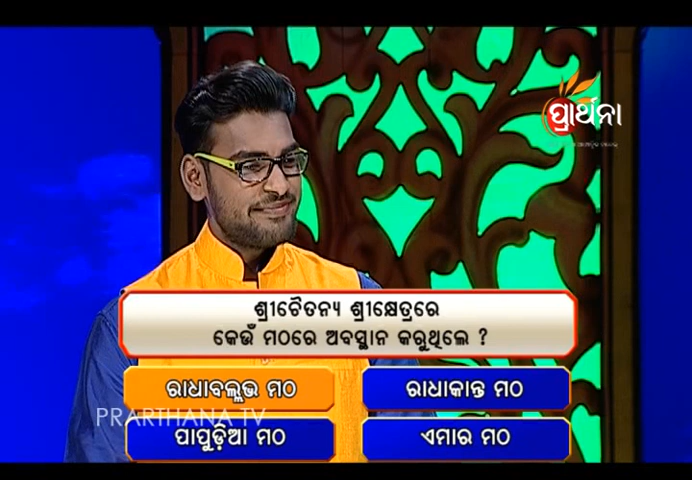 ପ୍ରାର୍ଥନା
ଶ୍ରୀଚୈତନ୍ୟ ଶ୍ରୀକ୍ଷେତ୍ରରେ
କେଉଁ ମଠରେ ଅବସ୍ଥାନ କରୁଥିଲେ ?
ରାଧାବଲ୍ଲଭ ମଠ
ରାଧାକାନ୍ତ ମଠ
PRARTHANA TV
ପାପୁଡ଼ିଆ ମଠ
ଏମାର ମଠ